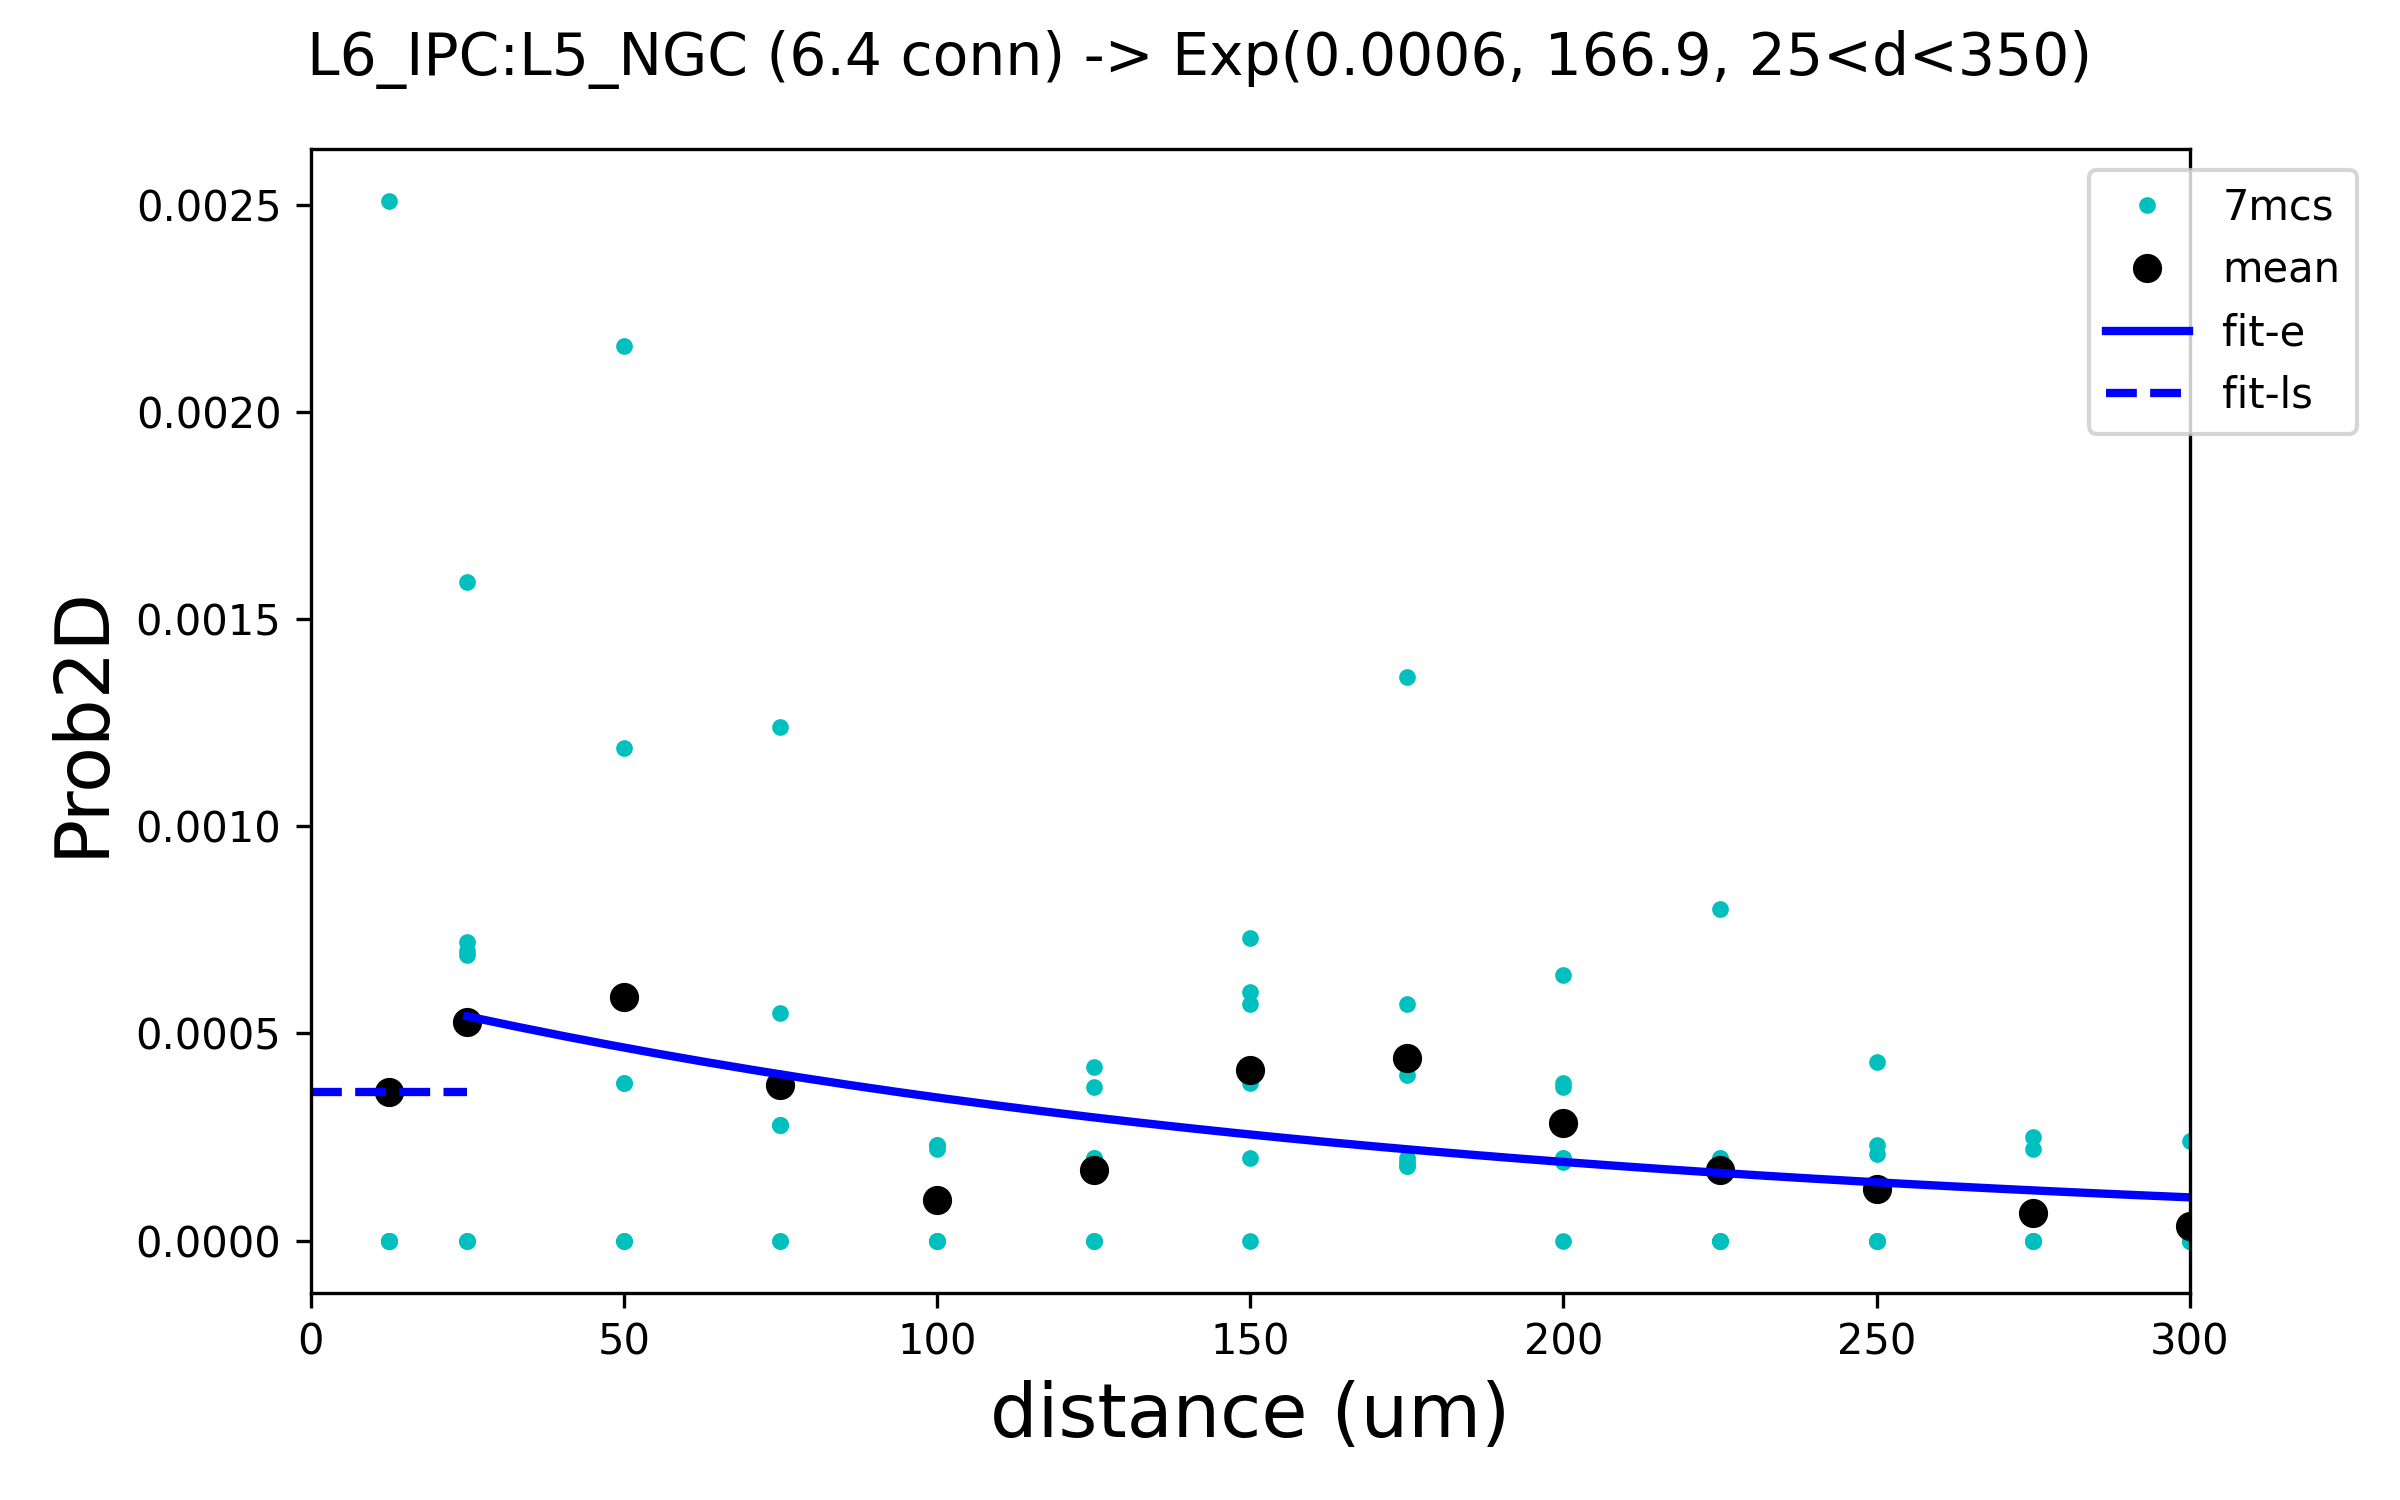 L6_IPC:L5_NGC (6.4 conn) -> Exp(0.0006, 166.9, 25<d<350)
7mcs
mean
fit-e
fit-ls
Prob2D
0.0025
0.0020
0.0015
0.0010
0.0005
0.0000
0 50 100 150 200 250 300
distance (um)